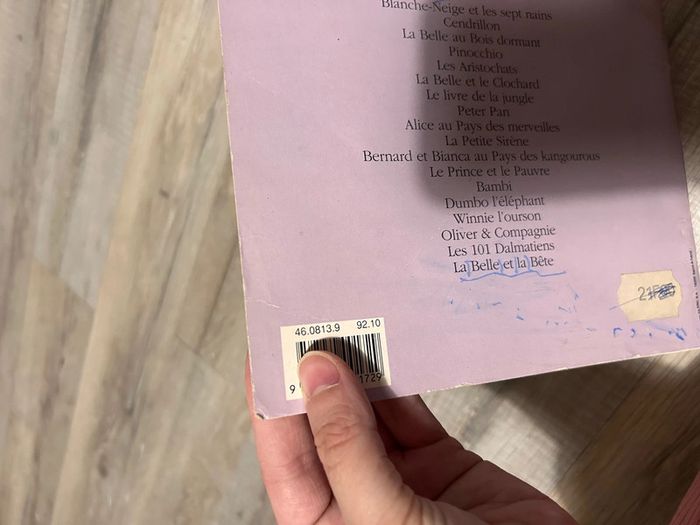 Blanche-Neige et les sept nains
Cendrillon
La Belle au Bois dormant
Pinocchio
Les Aristochats
La Belle et le Clochard
Le livre de la jungle
Peter Pan
Alice au Pays des merveilles
La Petite Sirène
Bernard et Bianca au Pays des kangourous
Le Prince et le Pauvre
Bambi
Dumbo l'éléphant
Winnie l'ourson
Oliver & Compagnie
Les 101 Dalmatiens
La Belle et la Bête
46.0813.9 92.10
9 1729